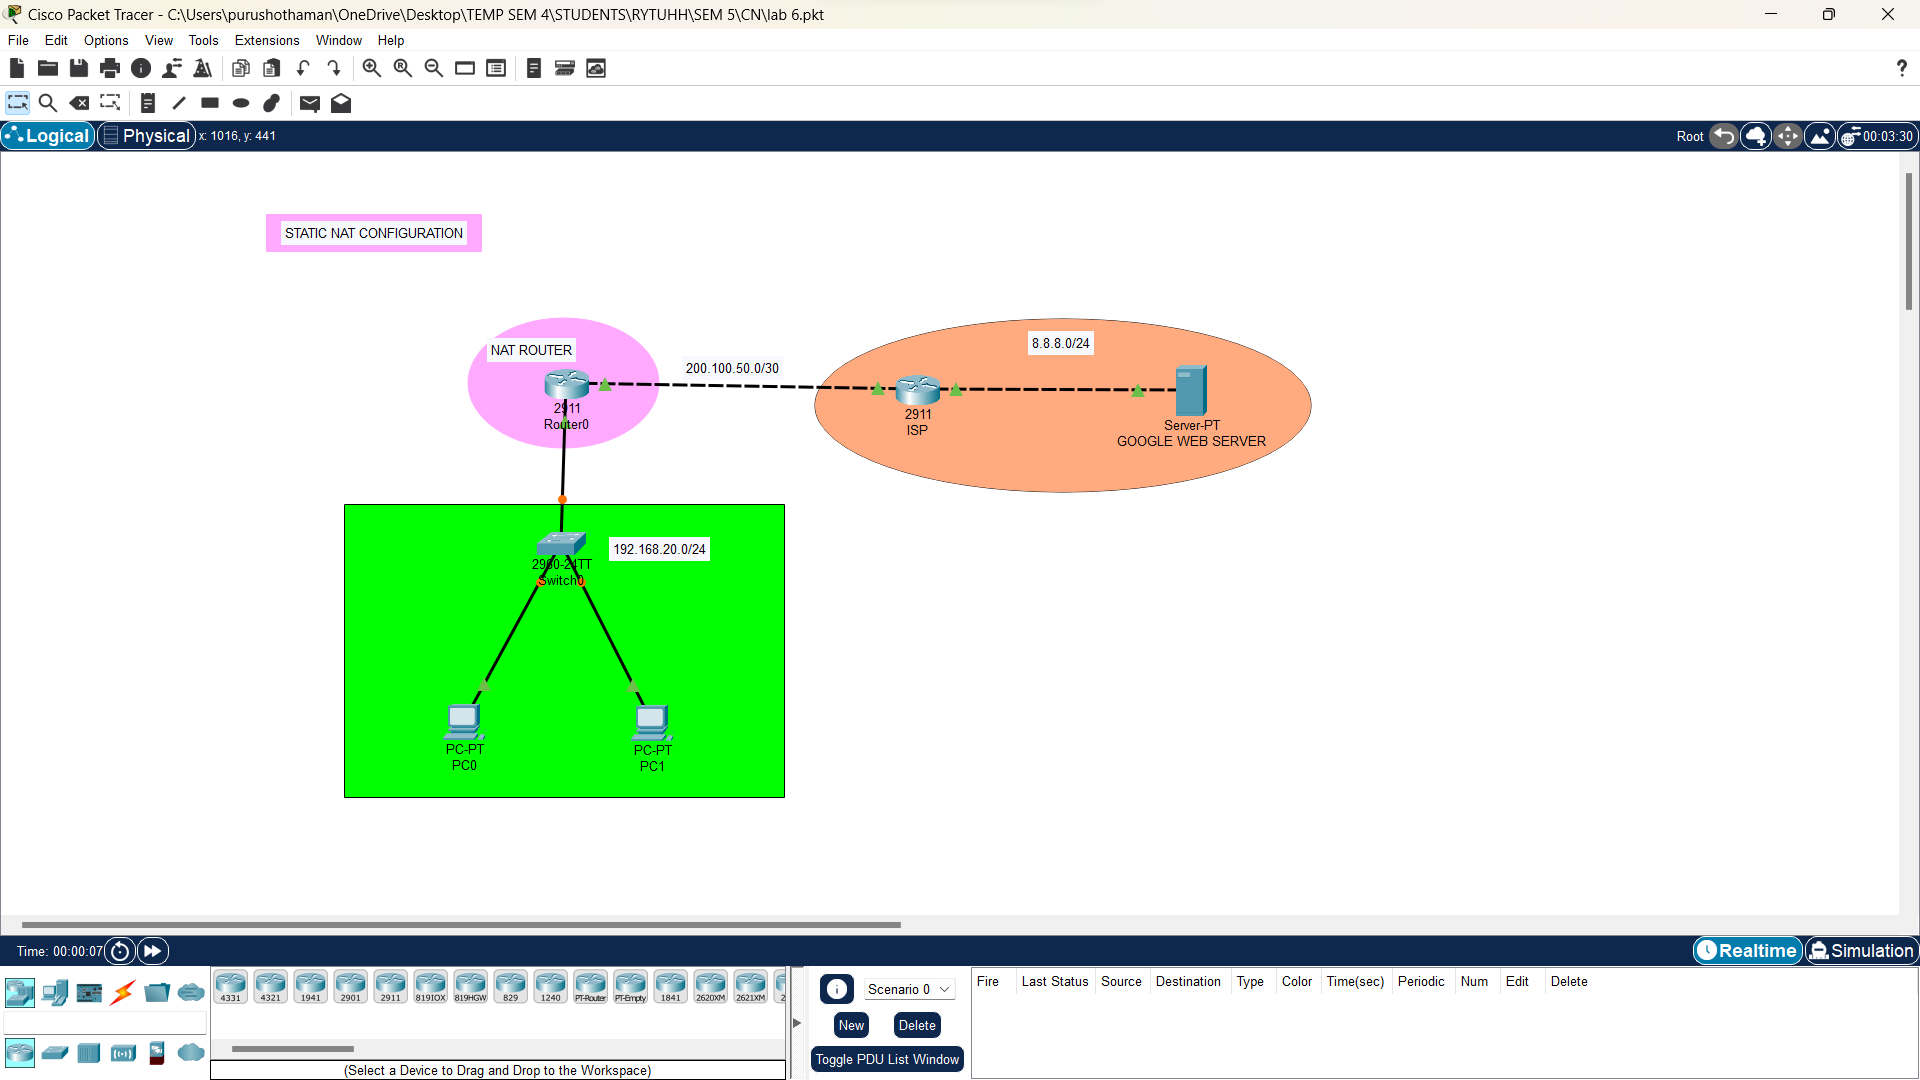 Cisco Packet Tracer - C:\Users\purushothaman\OneDrive\Desktop\TEMP SEM 4\STUDENTS\RYTUHH\SEM 5\CN\lab 6.pkt
File Edit Options View Tools Extensions Window Help
Logical Physical x: 1016, y: 441 Root 00:03:30
STATIC NAT CONFIGURATION
NAT ROUTER
2911
Router0
200.100.50.0/30
8.8.8.0/24
2911
ISP
Server-PT
GOOGLE WEB SERVER
192.168.20.0/24
2960-24TT
Switch0
PC-PT
PC0
PC-PT
PC1
Time: 00:00:07 Realtime Simulation
4331 4321 1941 2901 2911 819IOX 819HGW 829 1240 PT-Router PT-Empty 1841 2620XM 2621XM 2
(Select a Device to Drag and Drop to the Workspace)
Scenario 0
New Delete
Toggle PDU List Window
Fire Last Status Source Destination Type Color Time(sec) Periodic Num Edit Delete